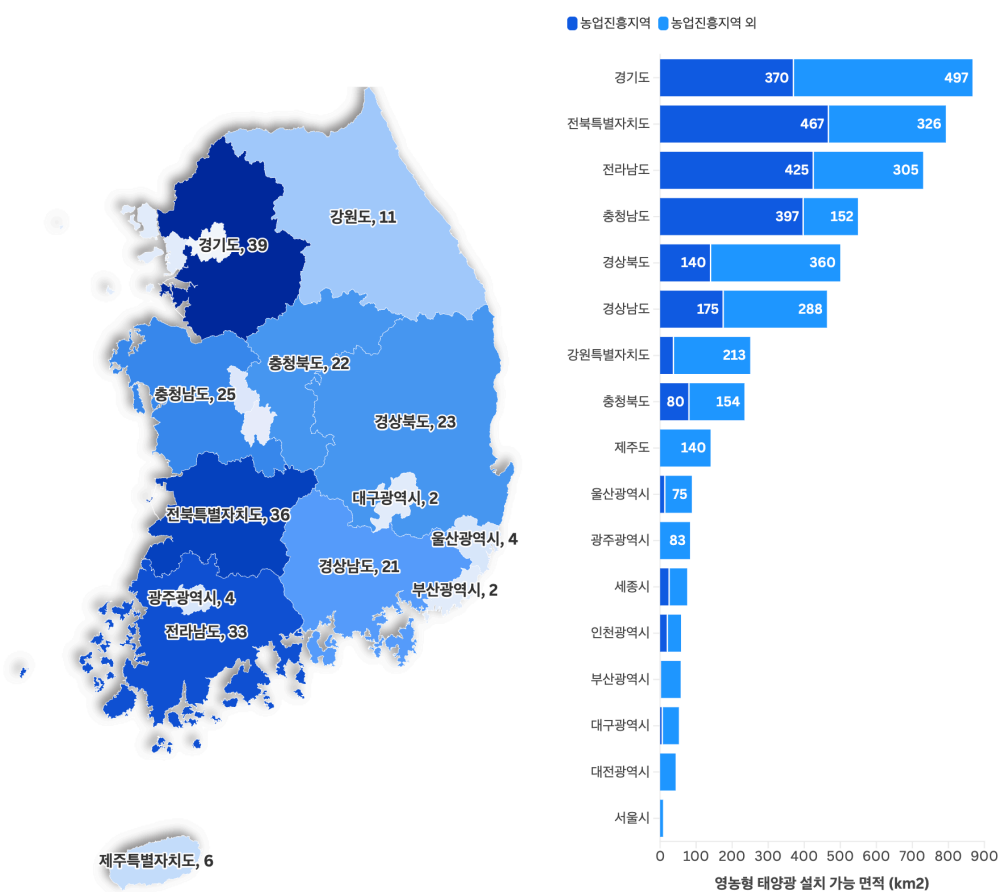 강원도, 11
경기도, 39
충청북도, 22
충청남도, 25
경상북도, 23
대구광역시, 2
전북특별자치도, 36
울산광역시, 4
경상남도, 21
부산광역시, 2
광주광역시, 4
전라남도, 33
제주특별자치도, 6
농업진흥지역 농업진흥지역 외
경기도 370 497
전북특별자치도 467 326
전라남도 425 305
충청남도 397 152
경상북도 140 360
경상남도 175 288
강원특별자치도 213
충청북도 80 154
제주도 140
울산광역시 75
광주광역시 83
세종시
인천광역시
부산광역시
대구광역시
대전광역시
서울시
0 100 200 300 400 500 600 700 800 900
영농형 태양광 설치 가능 면적 (km2)